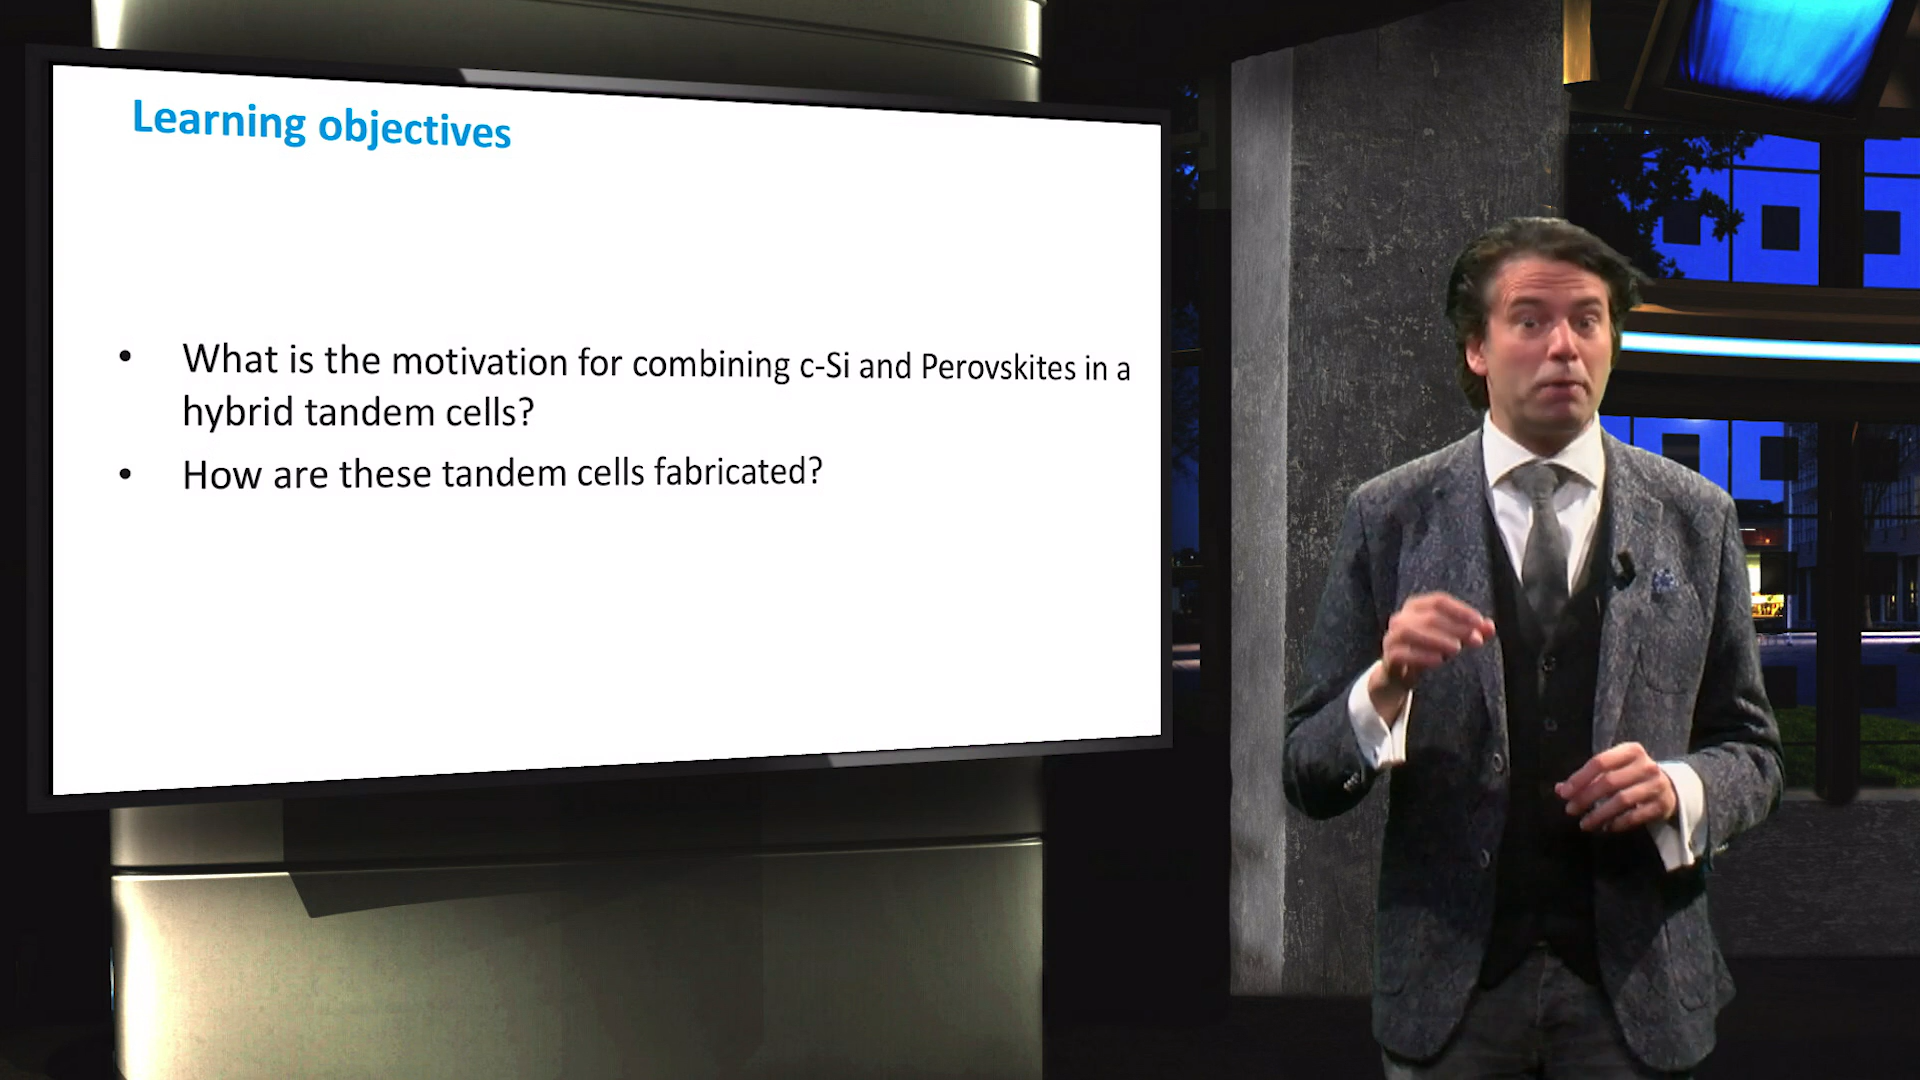 Learning objectives
• What is the motivation for combining c-Si and Perovskites in a
hybrid tandem cells?
• How are these tandem cells fabricated?